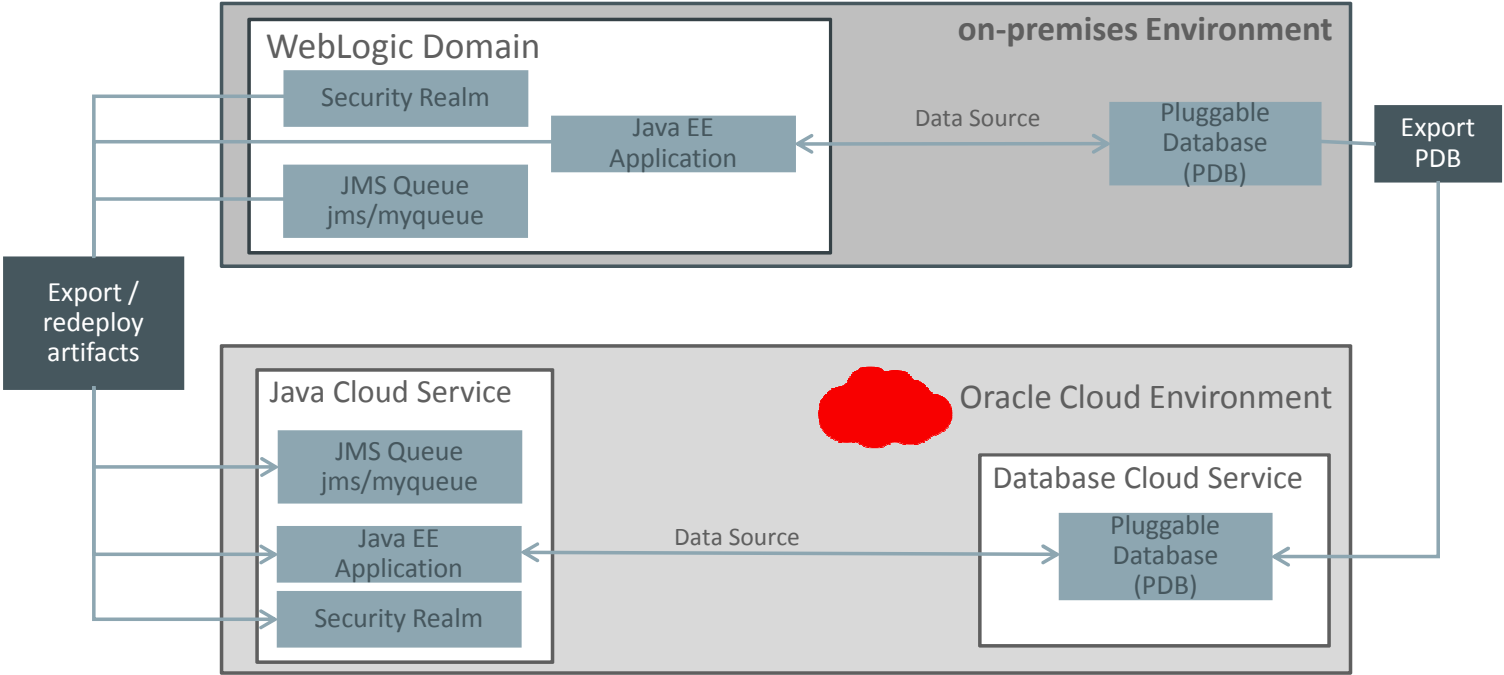 on-premises Environment
WebLogic Domain
Security Realm
Java EE
Application
JMS Queue
jms/myqueue
Data Source
Pluggable
Database
(PDB)
Export
PDB
Export /
redeploy
artifacts
Oracle Cloud Environment
Java Cloud Service
JMS Queue
jms/myqueue
Java EE
Application
Security Realm
Data Source
Database Cloud Service
Pluggable
Database
(PDB)